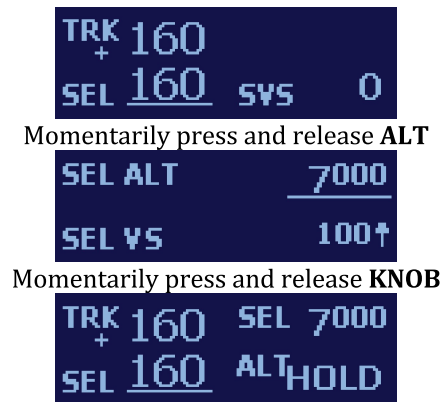 TRK 160
+
SEL 160 SVS 0
Momentarily press and release ALT
SEL ALT 7000
SEL VS 100↑
Momentarily press and release KNOB
TRK 160 SEL 7000
+
SEL 160 ALT HOLD